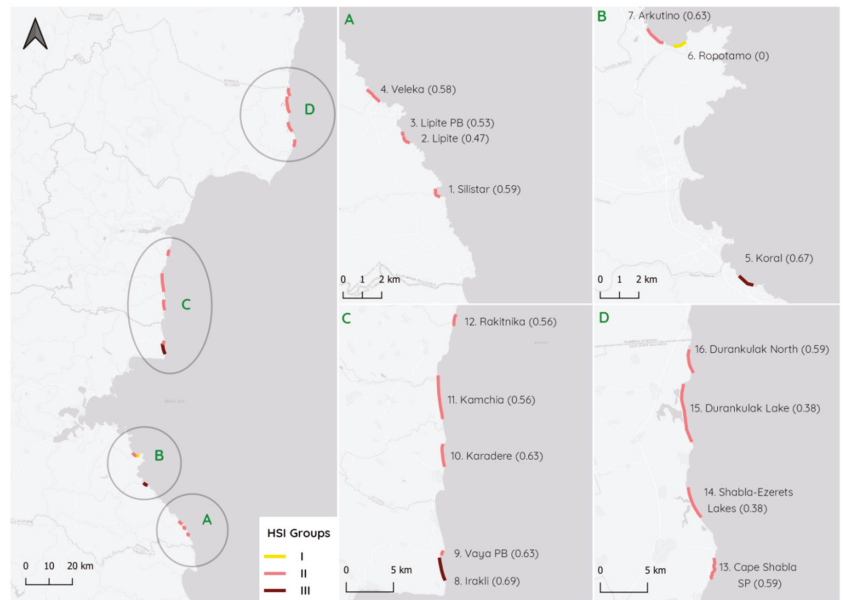 D
C
B
A
HSI Groups
I
II
III
0 10 20 km
A
4. Veleka (0.58)
3. Lipite PB (0.53)
2. Lipite (0.47)
1. Silistar (0.59)
0 1 2 km
B
7. Arkutino (0.63)
6. Ropotamo (0)
5. Koral (0.67)
0 1 2 km
C
12. Rakitnika (0.56)
11. Kamchia (0.56)
10. Karadere (0.63)
9. Vaya PB (0.63)
8. Irakli (0.69)
0 5 km
D
16. Durankulak North (0.59)
15. Durankulak Lake (0.38)
14. Shabla-Ezerets
Lakes (0.38)
13. Cape Shabla
SP (0.59)
0 5 km